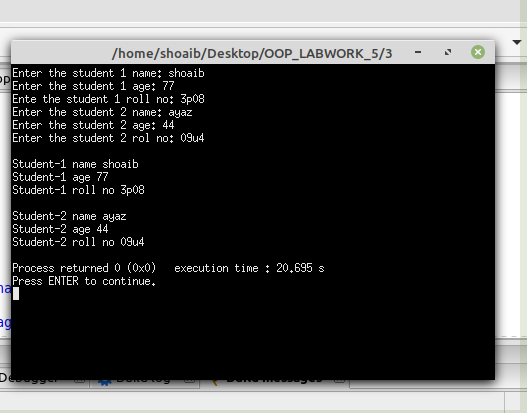 /home/shoaib/Desktop/OOP_LABWORK_5/3
Enter the student 1 name: shoaib
Enter the student 1 age: 77
Ente the student 1 roll no: 3p08
Enter the student 2 name: ayaz
Enter the student 2 age: 44
Enter the student 2 rol no: 09u4
Student-1 name shoaib
Student-1 age 77
Student-1 roll no 3p08
Student-2 name ayaz
Student-2 age 44
Student-2 roll no 09u4
Process returned 0 (0x0)   execution time : 20.695 s
Press ENTER to continue.